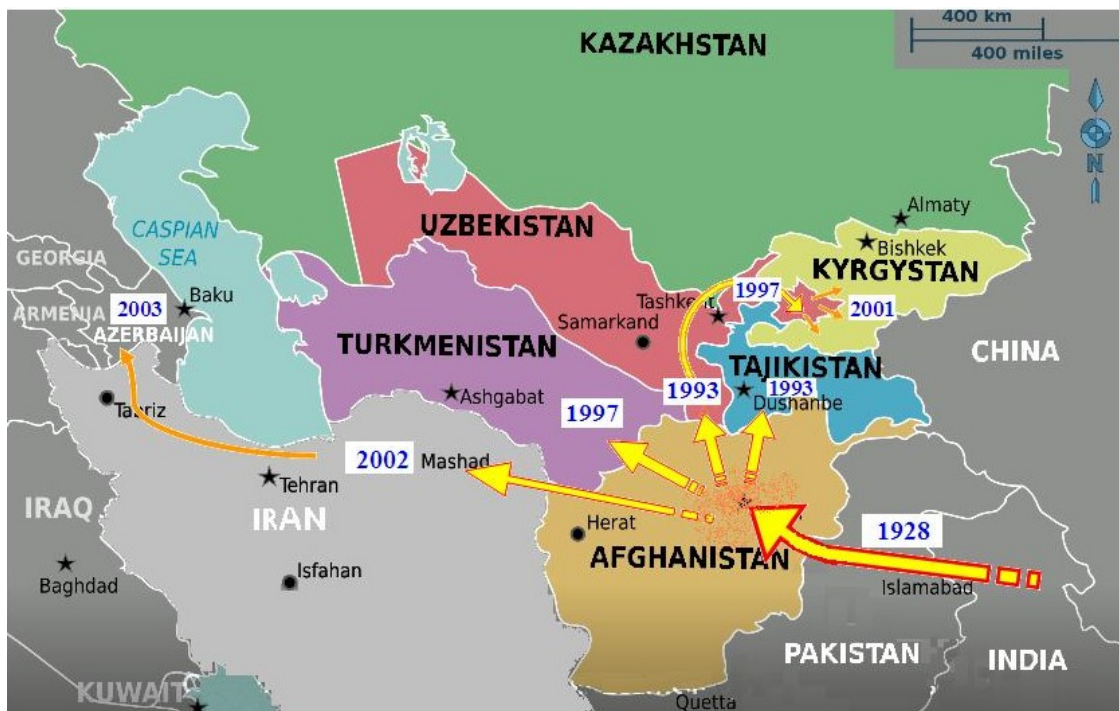 400 km
400 miles
KAZAKHSTAN
N
Almaty
Bishkek
KYRGYSTAN
UZBEKISTAN
CASPIAN
SEA
GEORGIA
ARMENJA
2003
AZERBAIJAN
Baku
Tashkent
1997
2001
Samarkand
TURKMENISTAN
TAJIKISTAN
CHINA
Ashgabat
1993
1993
Dushanbe
Tabriz
1997
2002
Mashad
Tehran
IRAQ
IRAN
Herat
1928
AFGHANISTAN
Baghdad
Isfahan
Islamabad
PAKISTAN
INDIA
KUWAIT
Quetta